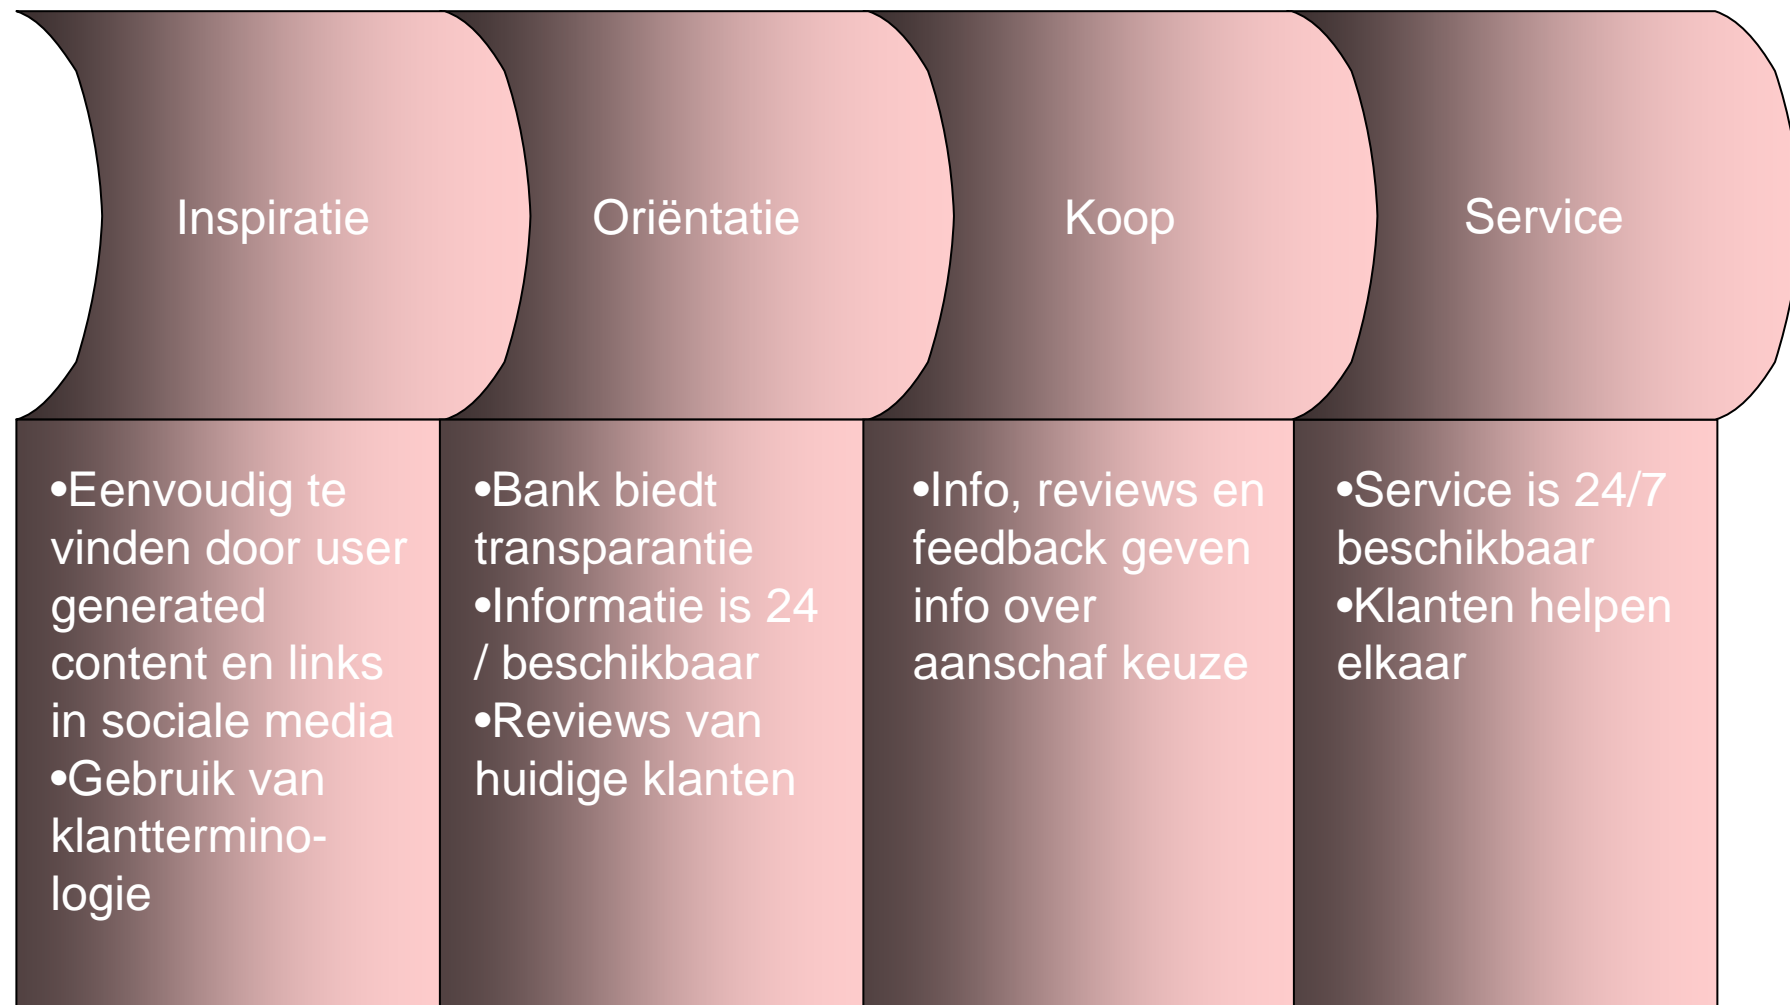 Inspiratie
Oriëntatie
Koop
Service
•Eenvoudig te
vinden door user
generated
content en links
in sociale media
•Gebruik van
klanttermino-
logie
•Bank biedt
transparantie
•Informatie is 24
/ beschikbaar
•Reviews van
huidige klanten
•Info, reviews en
feedback geven
info over
aanschaf keuze
•Service is 24/7
beschikbaar
•Klanten helpen
elkaar